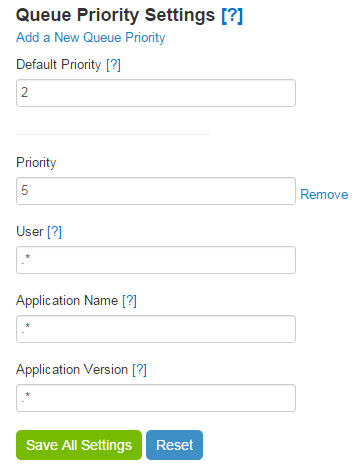 Queue Priority Settings [?]
Add a New Queue Priority
Default Priority [?]
2
Priority
5
Remove
User [?]
.*
Application Name [?]
.*
Application Version [?]
.*
Save All Settings Reset